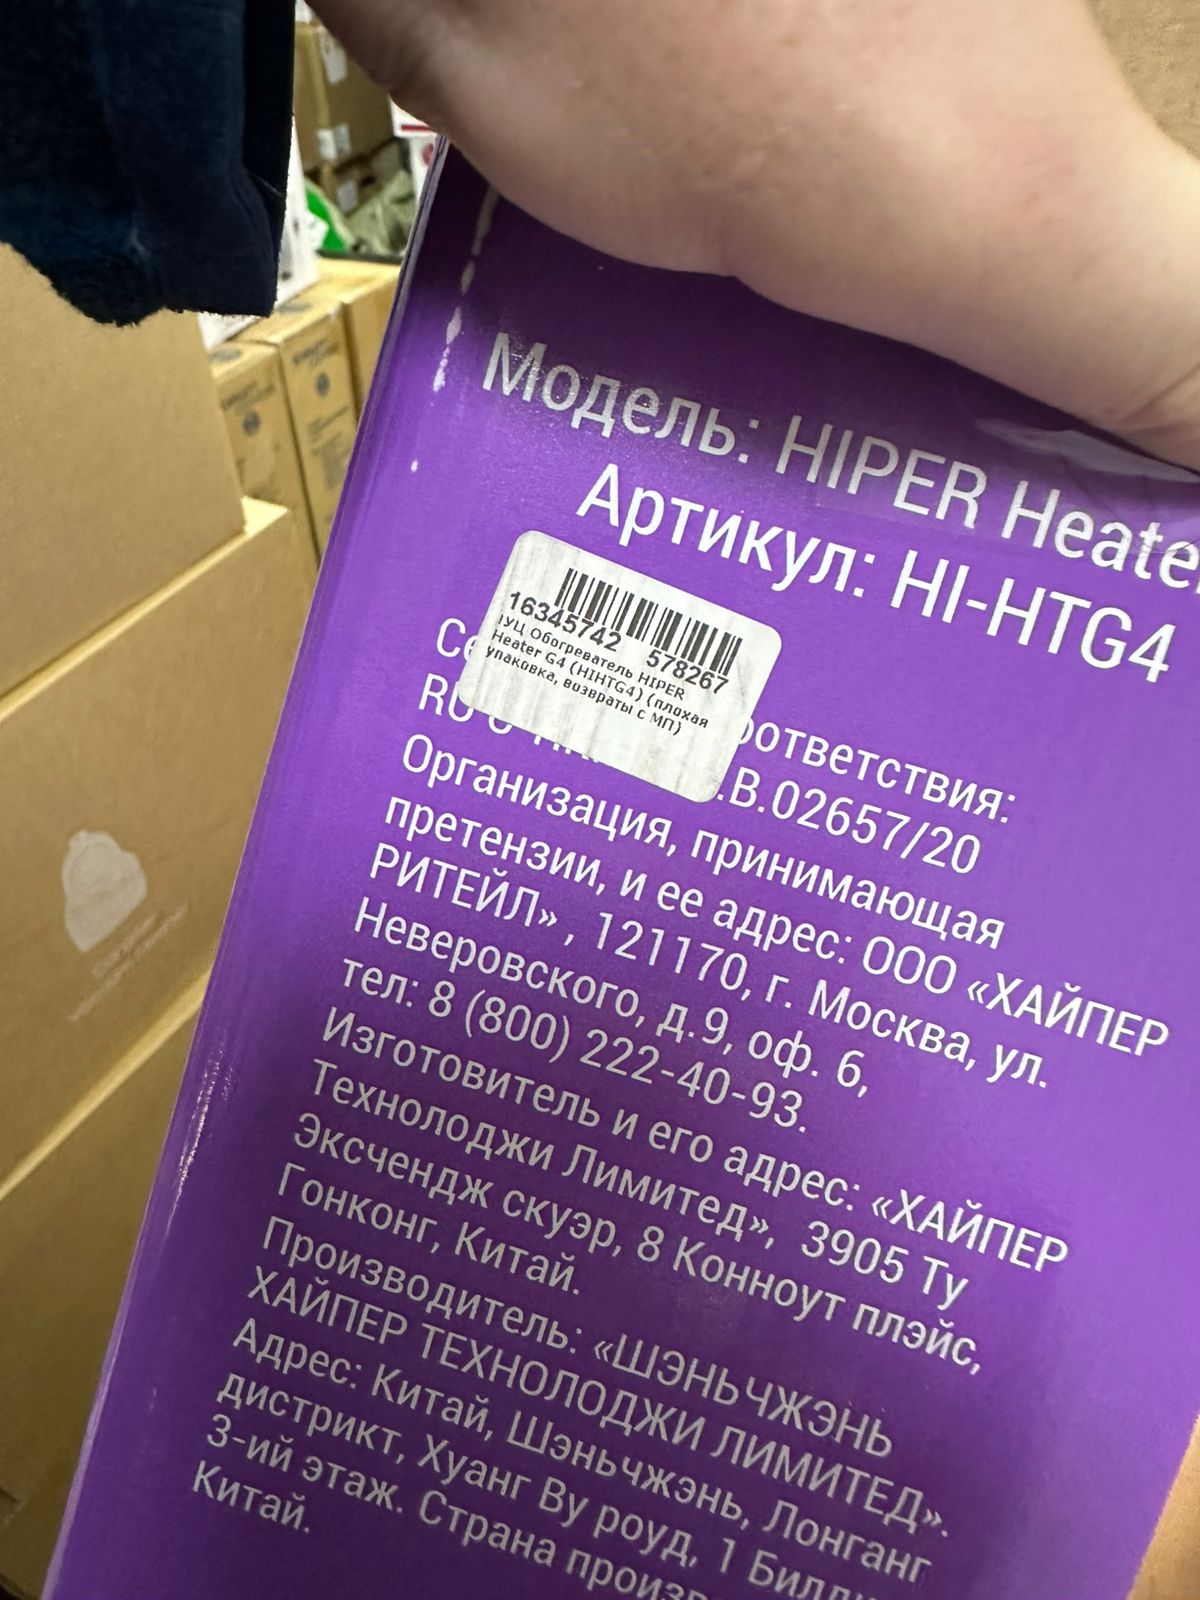 Модель: HIPER Heater
Артикул: HI-HTG4
16345742 578267
!УЦ Обогреватель HIPER
Heater G4 (HIHTG4) (плохая
упаковка, возвраты с МП)
оответствия:
.В.02657/20
Организация, принимающая
претензии, и ее адрес: ООО «ХАЙПЕР
РИТЕЙЛ» , 121170, г. Москва, ул.
Неверовского, д.9, оф. 6,
тел: 8 (800) 222-40-93.
Изготовитель и его адрес: «ХАЙПЕР
Технолоджи Лимитед», 3905 Ту
Эксчендж скуэр, 8 Конноут плэйс,
Гонконг, Китай.
Производитель: «ШЭНЬЧЖЭНЬ
ХАЙПЕР ТЕХНОЛОДЖИ ЛИМИТЕД».
Адрес: Китай, Шэньчжэнь, Лонганг
дистрикт, Хуанг Ву роуд, 1 Билди
3-ий этаж. Страна произв
Китай.